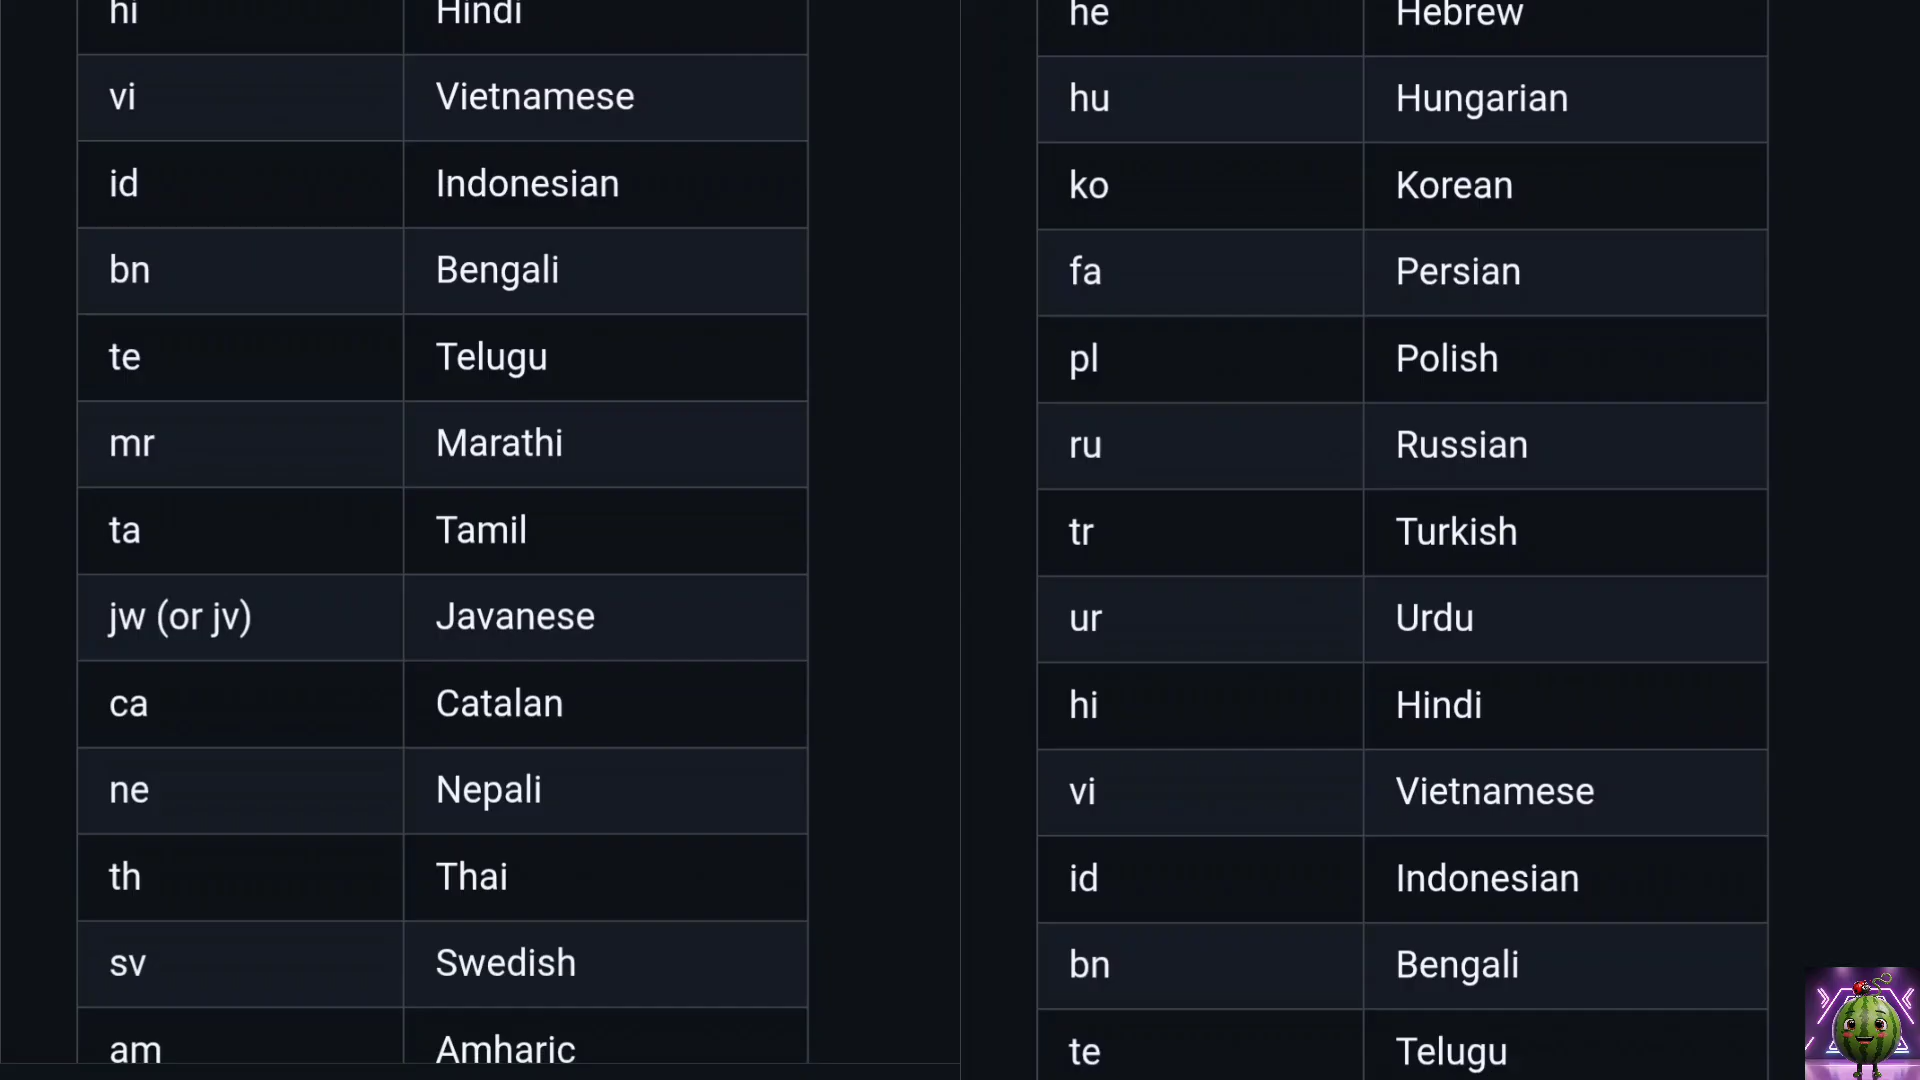 hi Hindi
vi Vietnamese
id Indonesian
bn Bengali
te Telugu
mr Marathi
ta Tamil
jw (or jv) Javanese
ca Catalan
ne Nepali
th Thai
sv Swedish
am Amharic
he Hebrew
hu Hungarian
ko Korean
fa Persian
pl Polish
ru Russian
tr Turkish
ur Urdu
hi Hindi
vi Vietnamese
id Indonesian
bn Bengali
te Telugu